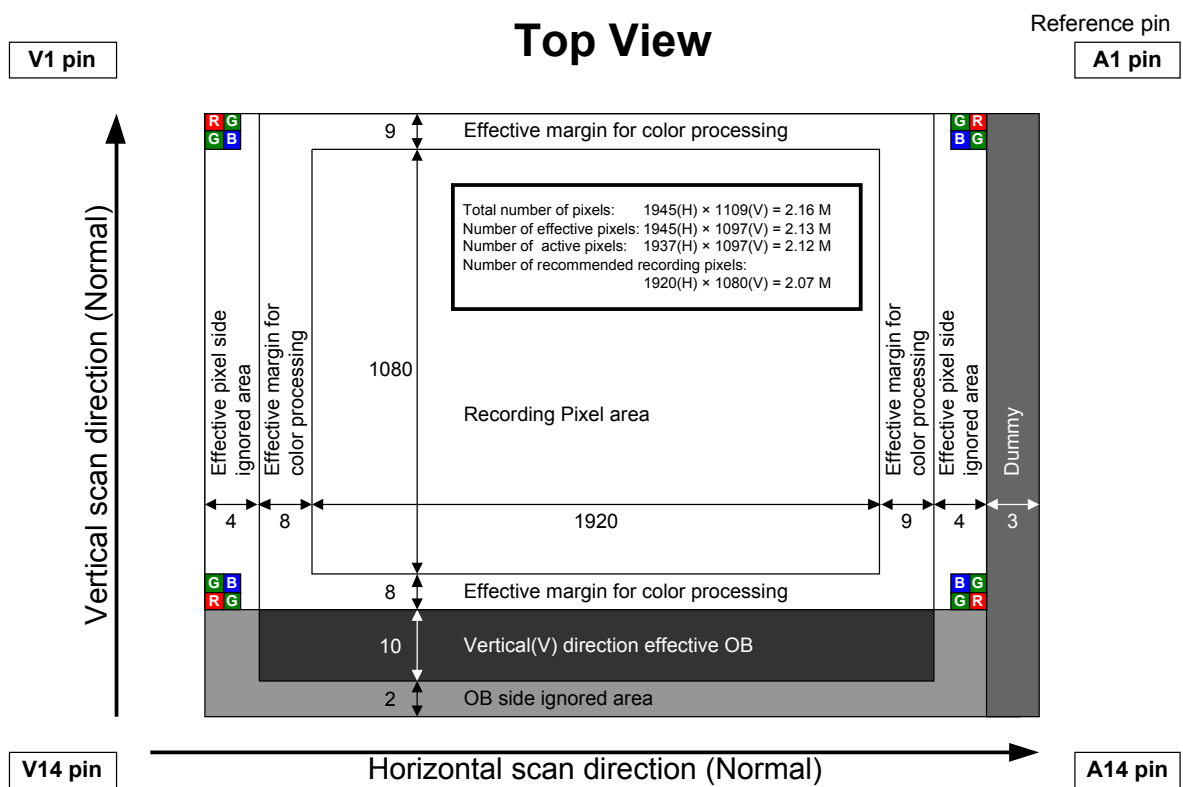 Top View
Reference pin
V1 pin
A1 pin
R G
G B
G R
B G
9
Effective margin for color processing
Total number of pixels: 1945(H) × 1109(V) = 2.16 M
Number of effective pixels: 1945(H) × 1097(V) = 2.13 M
Number of active pixels: 1937(H) × 1097(V) = 2.12 M
Number of recommended recording pixels:
1920(H) × 1080(V) = 2.07 M
Vertical scan direction (Normal)
Effective pixel side
ignored area
Effective margin for
color processing
1080
Recording Pixel area
Effective margin for
color processing
Effective pixel side
ignored area
Dummy
4
8
1920
9
4
3
G B
R G
B G
G R
8
Effective margin for color processing
10
Vertical(V) direction effective OB
2
OB side ignored area
V14 pin
Horizontal scan direction (Normal)
A14 pin